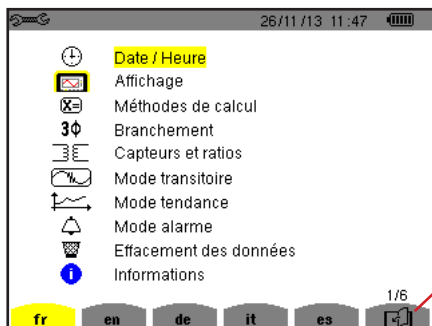 26/11/13 11:47
Date / Heure
Affichage
X=
Méthodes de calcul
3ϕ
Branchement
Capteurs et ratios
Mode transitoire
Mode tendance
Mode alarme
Effacement des données
i
Informations
1/6
fr
en
de
it
es